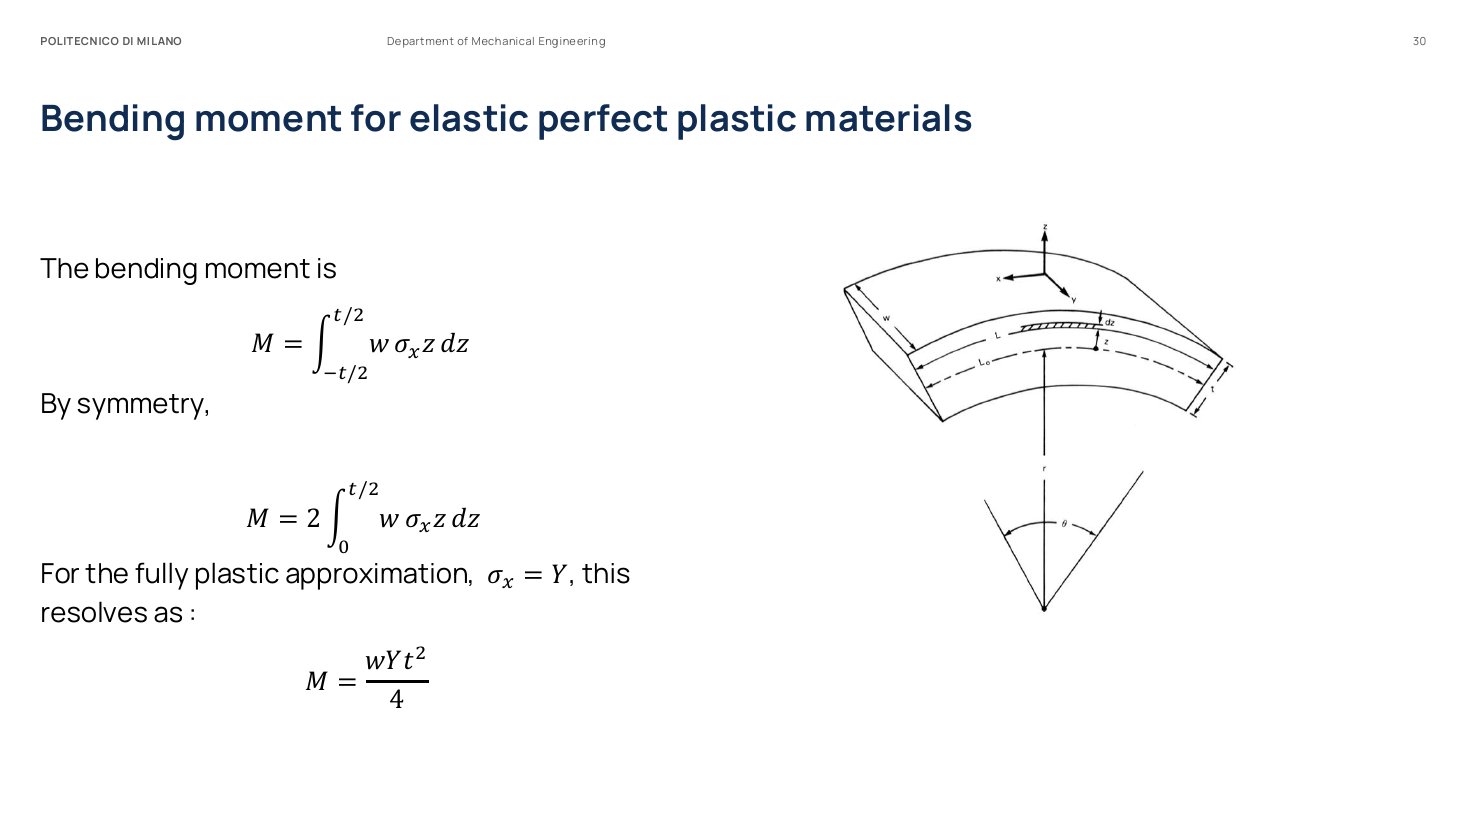 POLITECNICO DI MILANO
Department of Mechanical Engineering
30
Bending moment for elastic perfect plastic materials
The bending moment is
M = ∫_{−t/2}^{t/2} w σ_x z dz
By symmetry,
M = 2 ∫_0^{t/2} w σ_x z dz
For the fully plastic approximation, σ_x = Y, this
resolves as :
M = wYt²/4
z
x
y
w
dz
L
z
L₀
t
r
θ